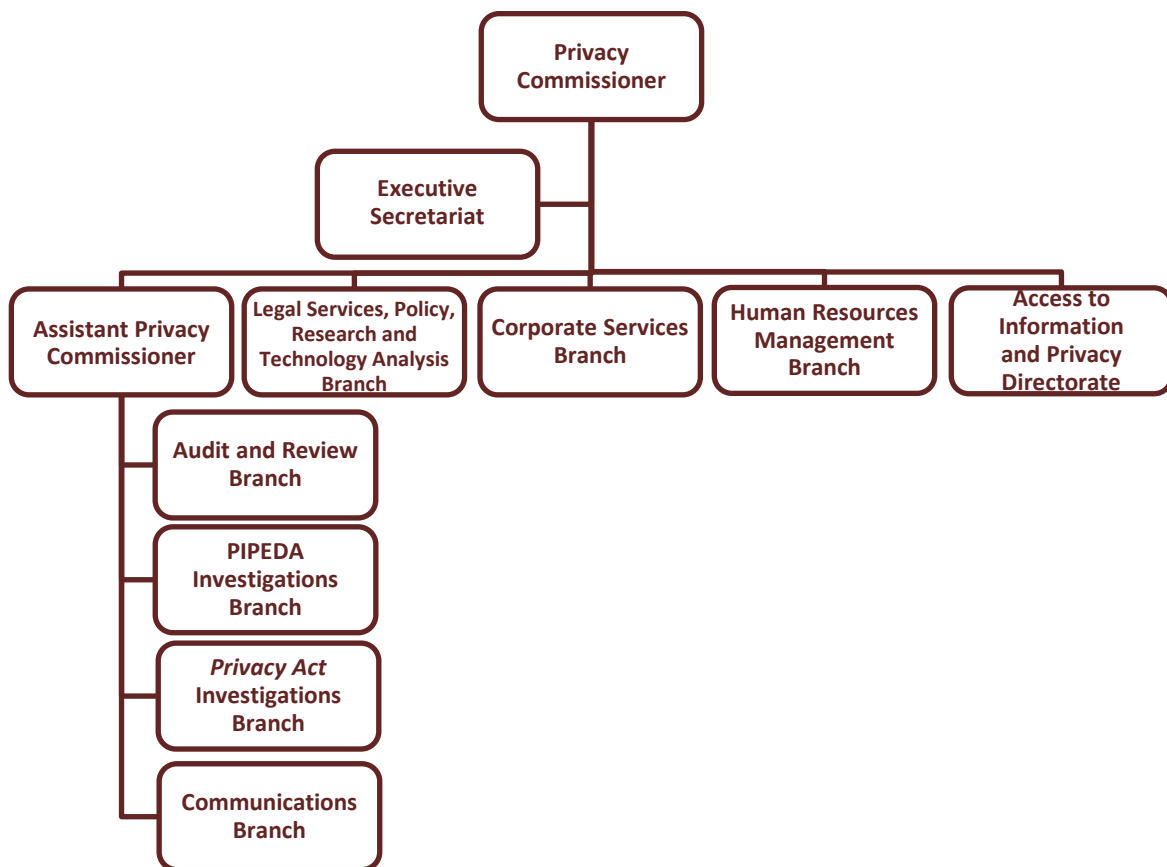 Privacy
Commissioner
Executive
Secretariat
Assistant Privacy
Commissioner
Legal Services, Policy,
Research and
Technology Analysis
Branch
Corporate Services
Branch
Human Resources
Management
Branch
Access to
Information
and Privacy
Directorate
Audit and Review
Branch
PIPEDA
Investigations
Branch
Privacy Act
Investigations
Branch
Communications
Branch